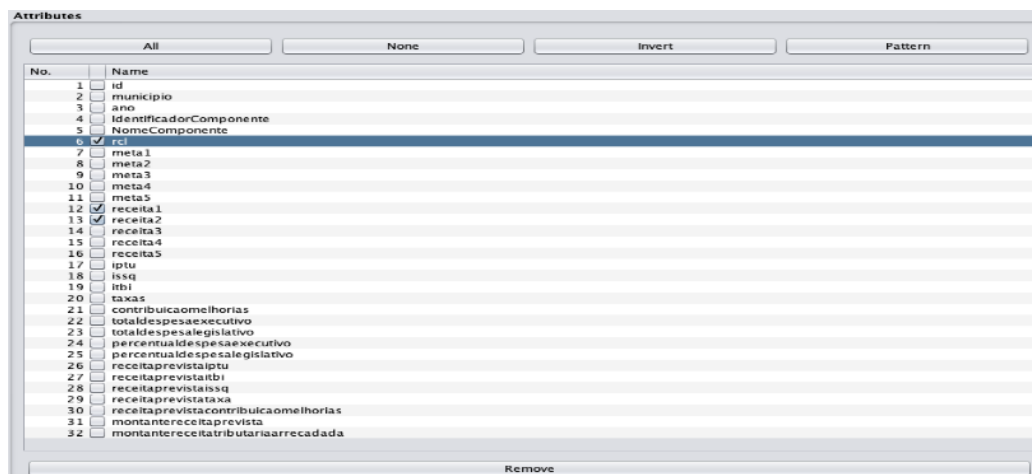 Attributes
All None Invert Pattern
No. Name
1 id
2 municipio
3 ano
4 IdentificadorComponente
5 NomeComponente
6 rcl
7 meta1
8 meta2
9 meta3
10 meta4
11 meta5
12 receita1
13 receita2
14 receita3
15 receita4
16 receita5
17 iptu
18 issq
19 itbi
20 taxas
21 contribuicaomelhorias
22 totaldespesaexecutivo
23 totaldespesalegislativo
24 percentualdespesaexecutivo
25 percentualdespesalegislativo
26 receitaprevistaiptu
27 receitaprevistaitbi
28 receitaprevistaissq
29 receitaprevistataxa
30 receitaprevistacontribuicaomelhorias
31 montantereceitaprevista
32 montantereceitatributariaarrecadada
Remove